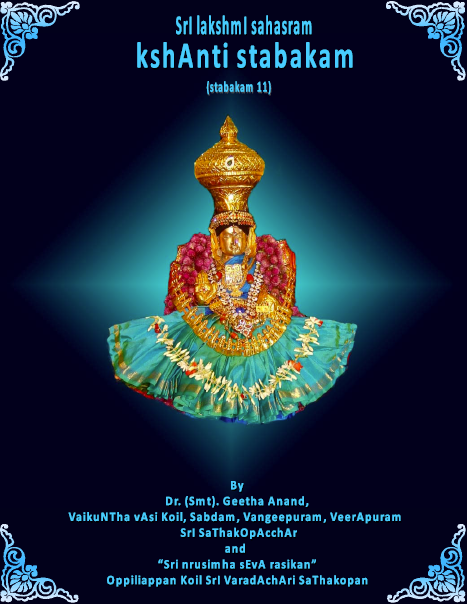 SrI lakshmI sahasram
kshAnti stabakam
(stabakam 11)
By
Dr. (Smt). Geetha Anand,
VaikuNTha vAsi Koil, Sabdam, Vangeepuram, VeerApuram
SrI SaThakOpAcchAr
and
“Sri nrusimha sEvA rasikan”
Oppiliappan Koil SrI VaradAchAri SaThakopan